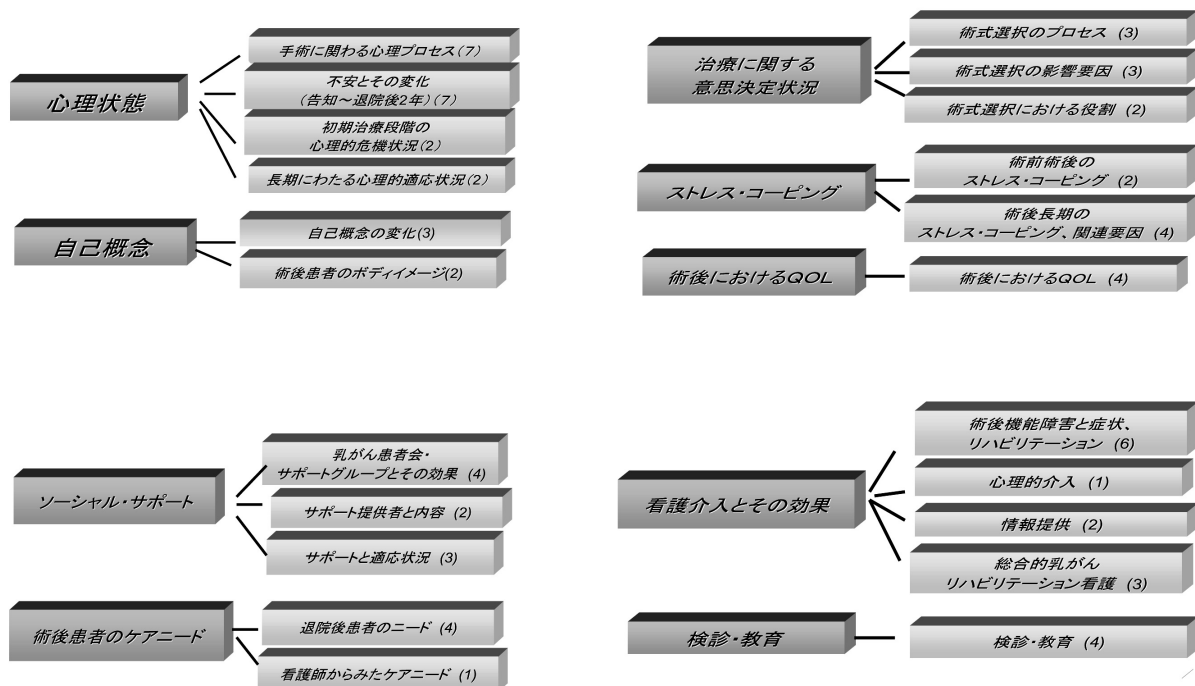 心理状態
手術に関わる心理プロセス(7)
不安とその変化
(告知～退院後2年)(7)
初期治療段階の
心理的危機状況(2)
長期にわたる心理的適応状況(2)
自己概念
自己概念の変化(3)
術後患者のボディイメージ(2)
治療に関する
意思決定状況
術式選択のプロセス (3)
術式選択の影響要因 (3)
術式選択における役割 (2)
ストレス・コーピング
術前術後の
ストレス・コーピング (2)
術後長期の
ストレス・コーピング、関連要因 (4)
術後におけるQOL
術後におけるQOL (4)
ソーシャル・サポート
乳がん患者会・
サポートグループとその効果 (4)
サポート提供者と内容 (2)
サポートと適応状況 (3)
術後患者のケアニード
退院後患者のニード (4)
看護師からみたケアニード (1)
看護介入とその効果
術後機能障害と症状、
リハビリテーション (6)
心理的介入 (1)
情報提供 (2)
総合的乳がん
リハビリテーション看護 (3)
検診・教育
検診・教育 (4)